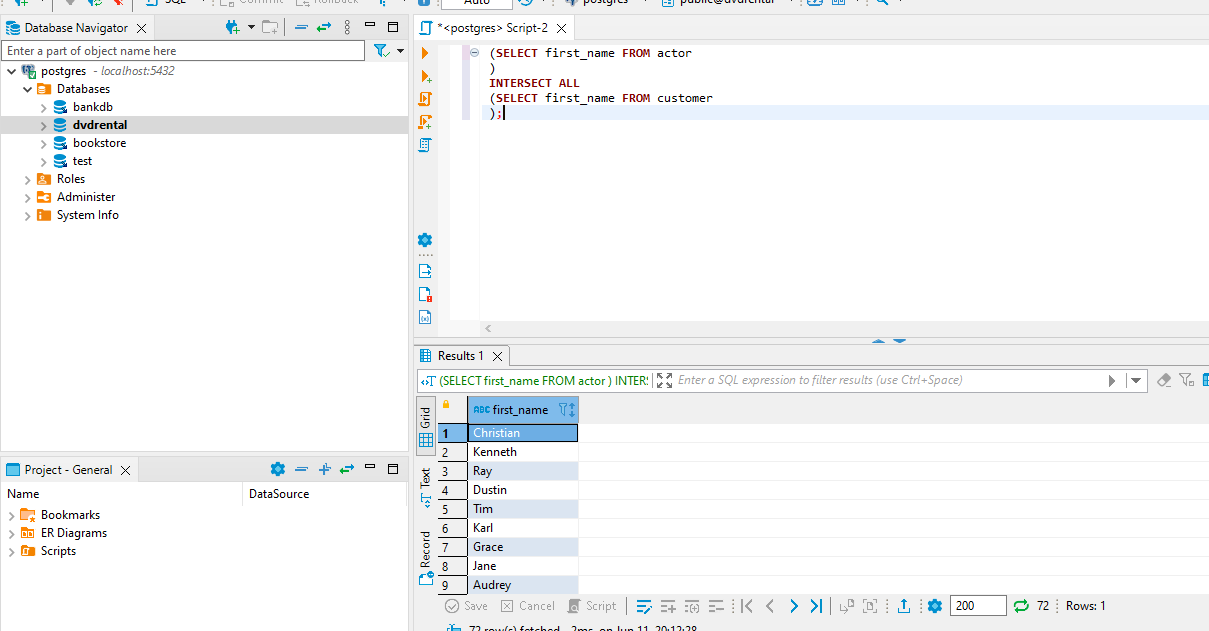 SQL Commit Rollback Auto postgres public@dvdrental
Database Navigator
Enter a part of object name here
postgres - localhost:5432
Databases
bankdb
dvdrental
bookstore
test
Roles
Administer
System Info
Project - General
Name DataSource
Bookmarks
ER Diagrams
Scripts
*<postgres> Script-2
(SELECT first_name FROM actor
)
INTERSECT ALL
(SELECT first_name FROM customer
);
Results 1
(SELECT first_name FROM actor ) INTER
Enter a SQL expression to filter results (use Ctrl+Space)
Grid
Text
Record
ABC first_name
1 Christian
2 Kenneth
3 Ray
4 Dustin
5 Tim
6 Karl
7 Grace
8 Jane
9 Audrey
Save Cancel Script 200 72 Rows: 1
72 row(s) fetched - 2ms, on Jun 11, 20:12:28